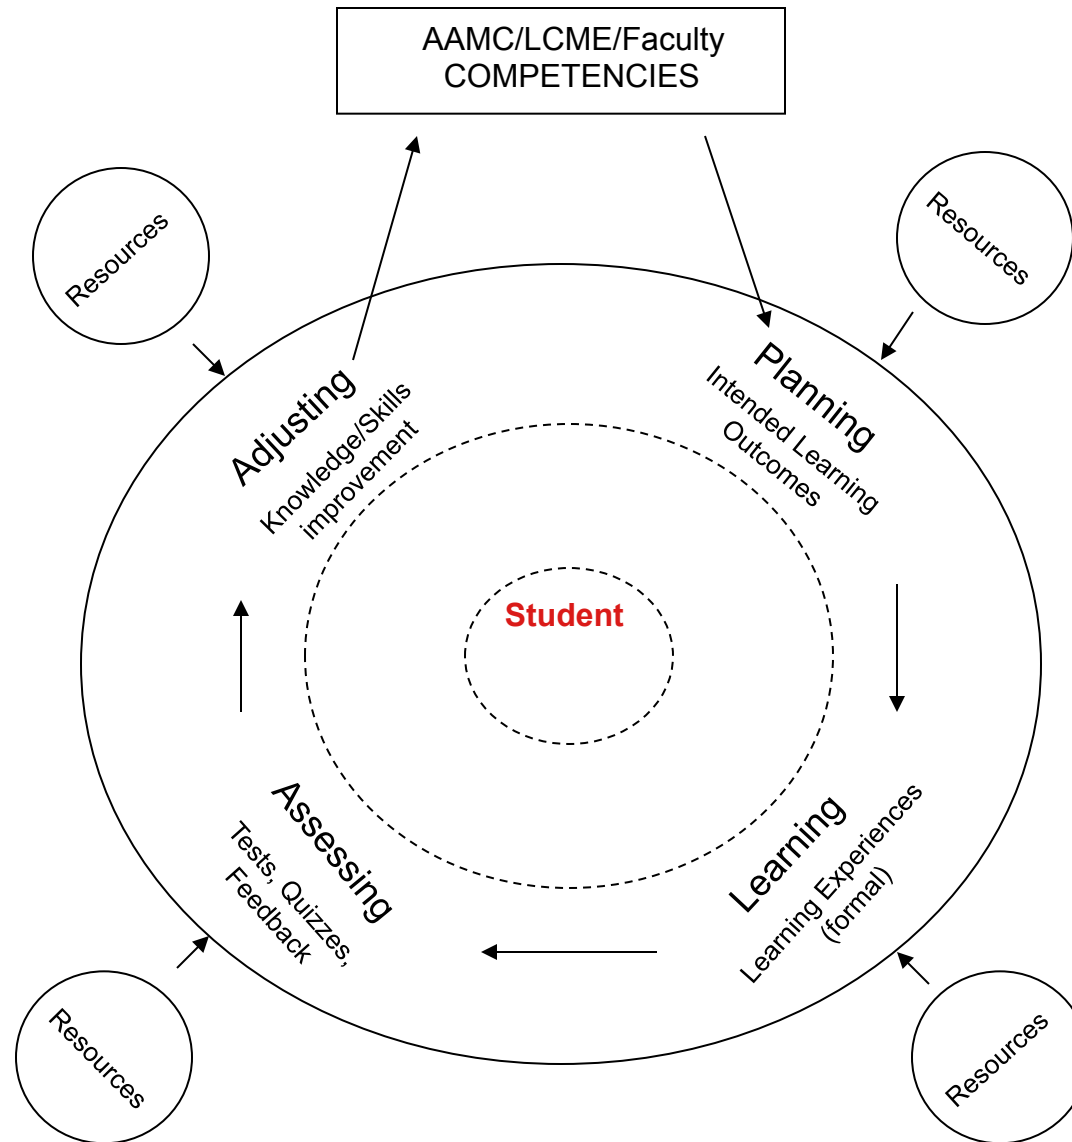 AAMC/LCME/Faculty
COMPETENCIES
Resources
Resources
Adjusting
Knowledge/Skills
improvement
Planning
Intended Learning
Outcomes
Student
Assessing
Tests, Quizzes,
Feedback
Learning
Learning Experiences
(formal)
Resources
Resources